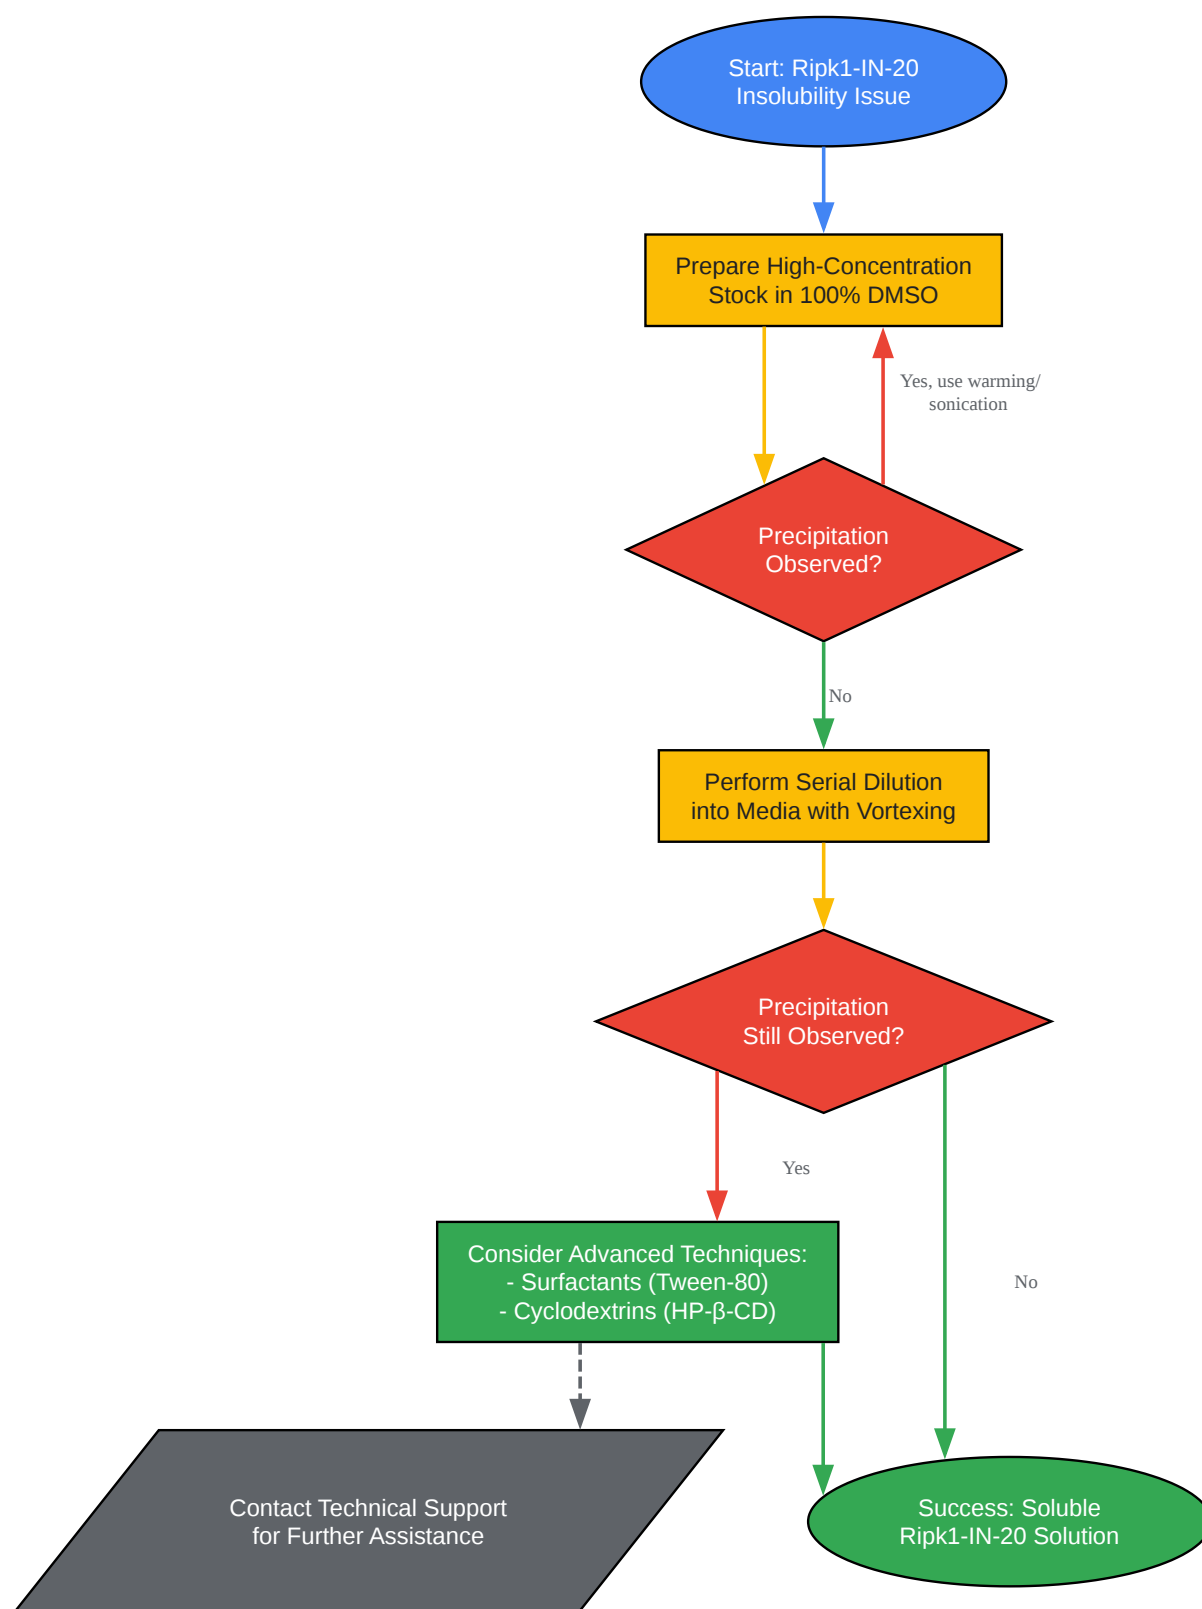 Start: Ripk1-IN-20
Insolubility Issue
Prepare High-Concentration
Stock in 100% DMSO
Yes, use warming/
sonication
Precipitation
Observed?
No
Perform Serial Dilution
into Media with Vortexing
Precipitation
Still Observed?
Yes
Consider Advanced Techniques:
- Surfactants (Tween-80)
- Cyclodextrins (HP-β-CD)
No
Contact Technical Support
for Further Assistance
Success: Soluble
Ripk1-IN-20 Solution